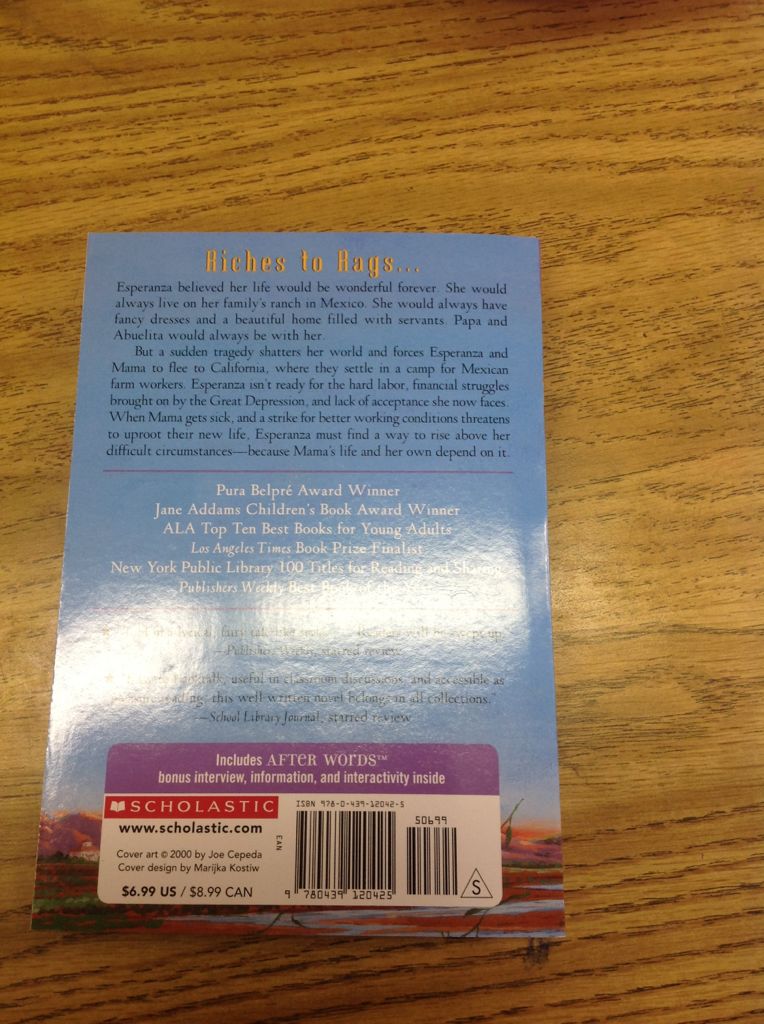 Riches to Rags...
Esperanza believed her life would be wonderful forever. She would
always live on her family's ranch in Mexico. She would always have
fancy dresses and a beautiful home filled with servants. Papa and
Abuelita would always be with her.
But a sudden tragedy shatters her world and forces Esperanza and
Mama to flee to California, where they settle in a camp for Mexican
farm workers. Esperanza isn't ready for the hard labor, financial struggles
brought on by the Great Depression, and lack of acceptance she now faces.
When Mama gets sick, and a strike for better working conditions threatens
to uproot their new life, Esperanza must find a way to rise above her
difficult circumstances—because Mama's life and her own depend on it.
Pura Belpré Award Winner
Jane Addams Children's Book Award Winner
ALA Top Ten Best Books for Young Adults
Los Angeles Times Book Prize Finalist
New York Public Library 100 Titles for Reading and Sharing
Publishers Weekly Best Book of the
lyrical, fairy tale-like Readers will be swept up
—Publishers Weekly, starred review
booktalk, useful in classroom discussions, and accessible as
pleasure reading, this well-written novel belongs in all collections."
—School Library Journal, starred review
Includes AFTER WORDS™
bonus interview, information, and interactivity inside
SCHOLASTIC
www.scholastic.com
Cover art © 2000 by Joe Cepeda
Cover design by Marijka Kostiw
$6.99 US / $8.99 CAN
EAN
ISBN 978-0-439-12042-5
50699
9 780439 120425
S